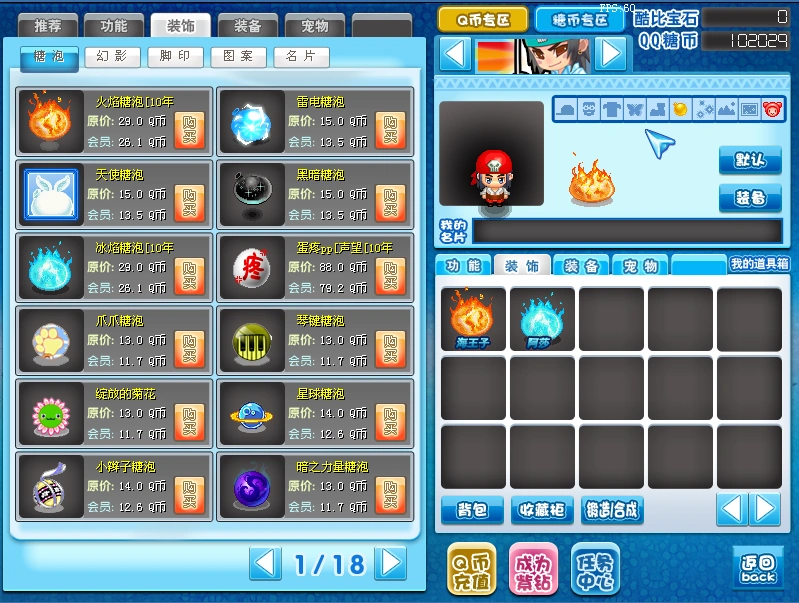 推荐 功能 装饰 装备 宠物
糖泡 幻影 脚印 图案 名片
火焰糖泡[10年
原价: 29.0 Q币
会员: 26.1 Q币
购买
雷电糖泡
原价: 15.0 Q币
会员: 13.5 Q币
购买
天使糖泡
原价: 15.0 Q币
会员: 13.5 Q币
购买
黑暗糖泡
原价: 15.0 Q币
会员: 13.5 Q币
购买
冰焰糖泡[10年
原价: 29.0 Q币
会员: 26.1 Q币
购买
疼
蛋疼pp[声望[10年
原价: 88.0 Q币
会员: 79.2 Q币
购买
爪爪糖泡
原价: 13.0 Q币
会员: 11.7 Q币
购买
琴键糖泡
原价: 13.0 Q币
会员: 11.7 Q币
购买
绽放的菊花
原价: 13.0 Q币
会员: 11.7 Q币
购买
星球糖泡
原价: 14.0 Q币
会员: 12.6 Q币
购买
小辫子糖泡
原价: 14.0 Q币
会员: 12.6 Q币
购买
暗之力量糖泡
原价: 13.0 Q币
会员: 11.7 Q币
购买
1/18
FPS-60
Q币专区 糖币专区 酷比宝石 0
QQ糖币 102029
默认
装备
我的名片
功能 装饰 装备 宠物 我的道具箱
海王子 阿莎
背包 收藏柜 锻造/合成
Q币充值
成为紫钻
任务中心
返回
back